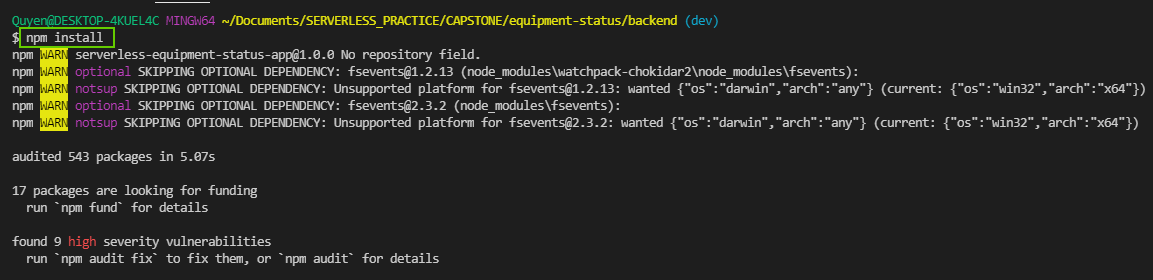 Quyen@DESKTOP-4KUEL4C MINGW64 ~/Documents/SERVERLESS_PRACTICE/CAPSTONE/equipment-status/backend (dev)
$ npm install
npm WARN serverless-equipment-status-app@1.0.0 No repository field.
npm WARN optional SKIPPING OPTIONAL DEPENDENCY: fsevents@1.2.13 (node_modules\watchpack-chokidar2\node_modules\fsevents):
npm WARN notsup SKIPPING OPTIONAL DEPENDENCY: Unsupported platform for fsevents@1.2.13: wanted {"os":"darwin","arch":"any"} (current: {"os":"win32","arch":"x64"})
npm WARN optional SKIPPING OPTIONAL DEPENDENCY: fsevents@2.3.2 (node_modules\fsevents):
npm WARN notsup SKIPPING OPTIONAL DEPENDENCY: Unsupported platform for fsevents@2.3.2: wanted {"os":"darwin","arch":"any"} (current: {"os":"win32","arch":"x64"})
audited 543 packages in 5.07s
17 packages are looking for funding
run `npm fund` for details
found 9 high severity vulnerabilities
run `npm audit fix` to fix them, or `npm audit` for details